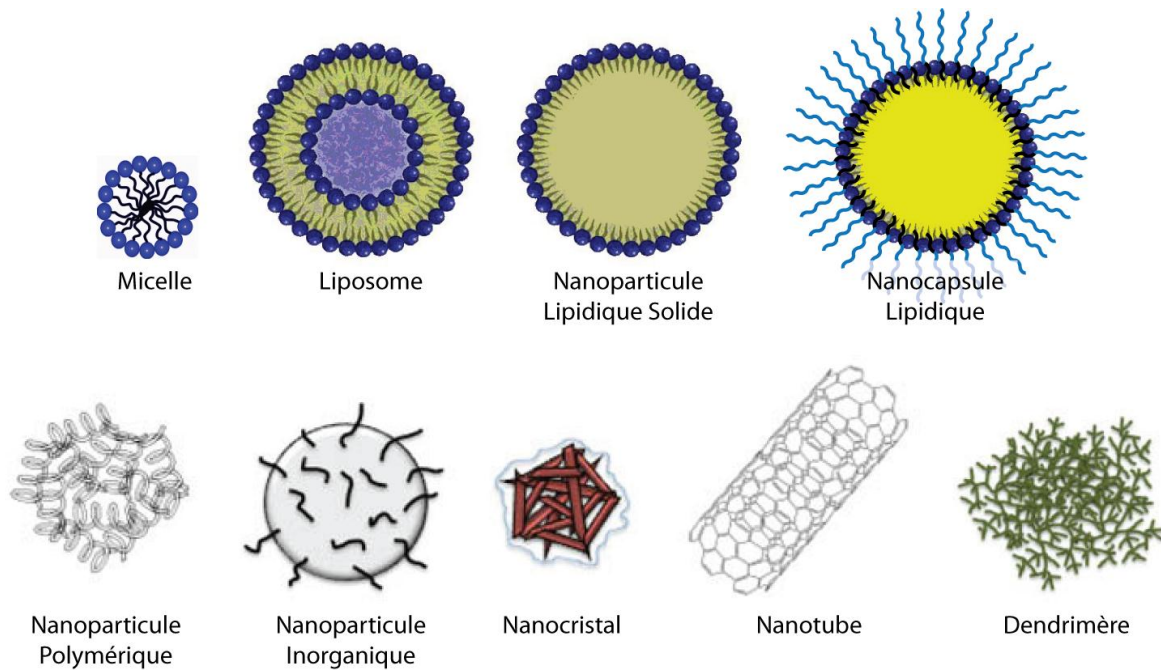 Micelle
Liposome
Nanoparticule
Lipidique Solide
Nanocapsule
Lipidique
Nanoparticule
Polymérique
Nanoparticule
Inorganique
Nanocristal
Nanotube
Dendrimère